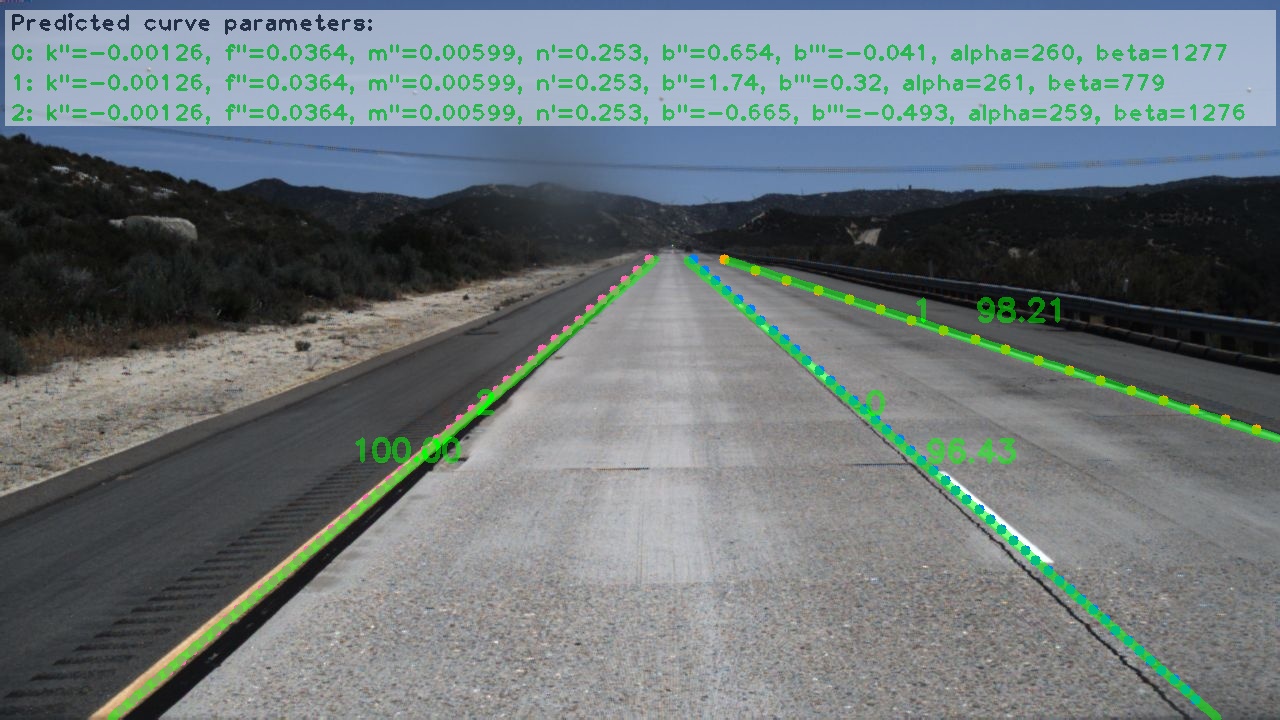 Predicted curve parameters:
0: k''=-0.00126, f''=0.0364, m''=0.00599, n'=0.253, b''=0.654, b'''=-0.041, alpha=260, beta=1277
1: k''=-0.00126, f''=0.0364, m''=0.00599, n'=0.253, b''=1.74, b'''=0.32, alpha=261, beta=779
2: k''=-0.00126, f''=0.0364, m''=0.00599, n'=0.253, b''=-0.665, b'''=-0.493, alpha=259, beta=1276
1 98.21
2 0
100.00 96.43